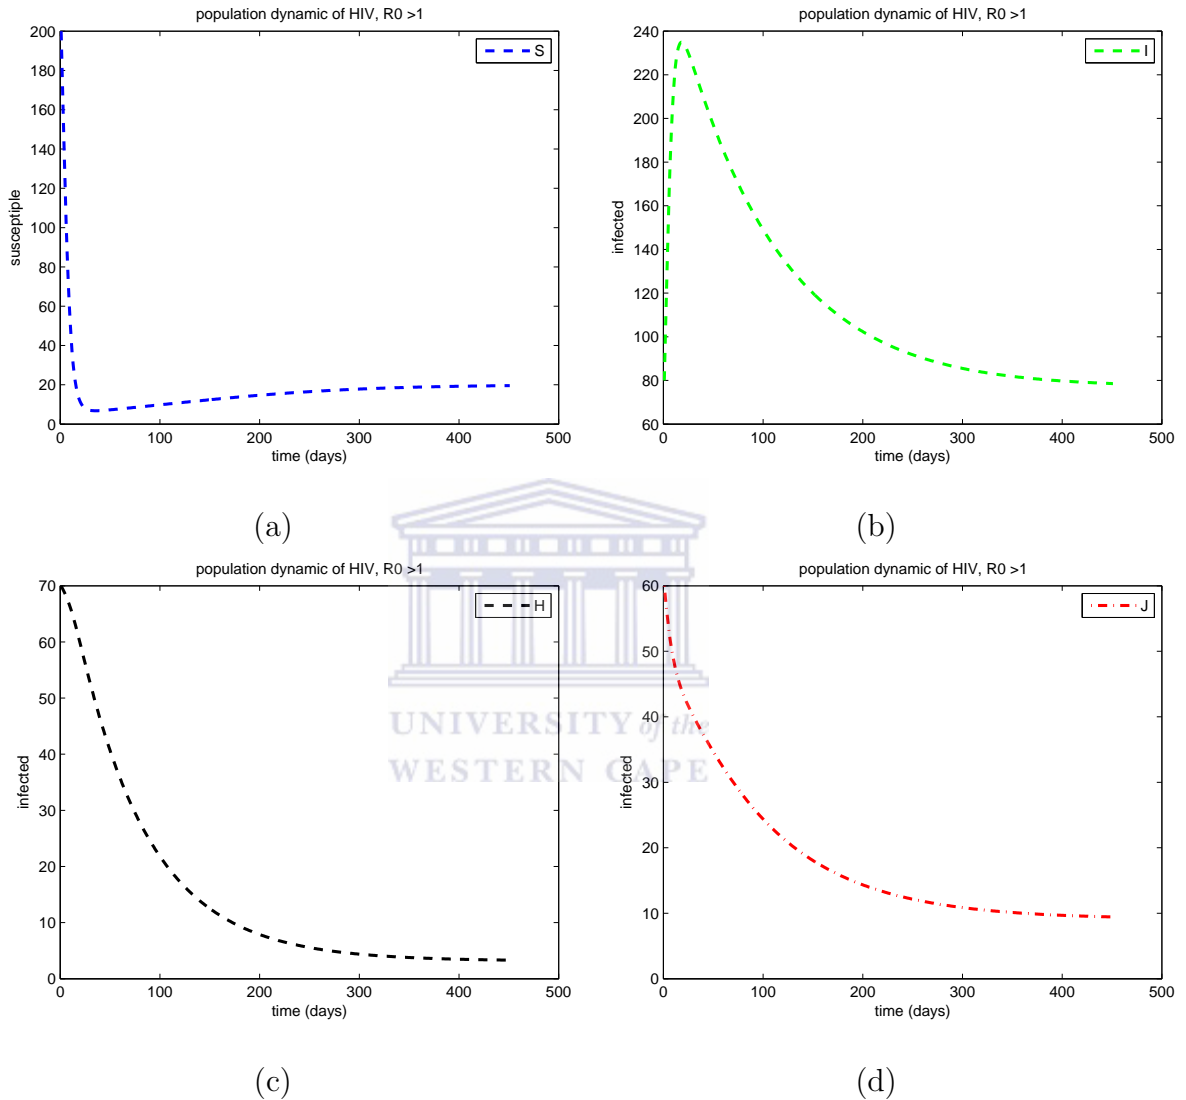 population dynamic of HIV, R0 >1
200
180
160
140
120
100
80
60
40
20
0
susceptiple
0 100 200 300 400 500
time (days)
S
(a)
population dynamic of HIV, R0 >1
240
220
200
180
160
140
120
100
80
60
infected
0 100 200 300 400 500
time (days)
I
(b)
UNIVERSITY of the
WESTERN CAPE
population dynamic of HIV, R0 >1
70
60
50
40
30
20
10
0
infected
0 100 200 300 400 500
time (days)
H
(c)
population dynamic of HIV, R0 >1
60
50
40
30
20
10
0
infected
0 100 200 300 400 500
time (days)
J
(d)